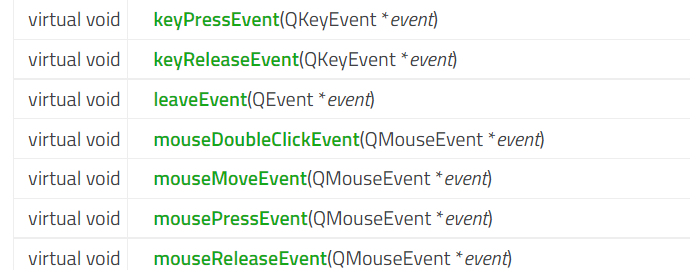 virtual void keyPressEvent(QKeyEvent *event)
virtual void keyReleaseEvent(QKeyEvent *event)
virtual void leaveEvent(QEvent *event)
virtual void mouseDoubleClickEvent(QMouseEvent *event)
virtual void mouseMoveEvent(QMouseEvent *event)
virtual void mousePressEvent(QMouseEvent *event)
virtual void mouseReleaseEvent(QMouseEvent *event)